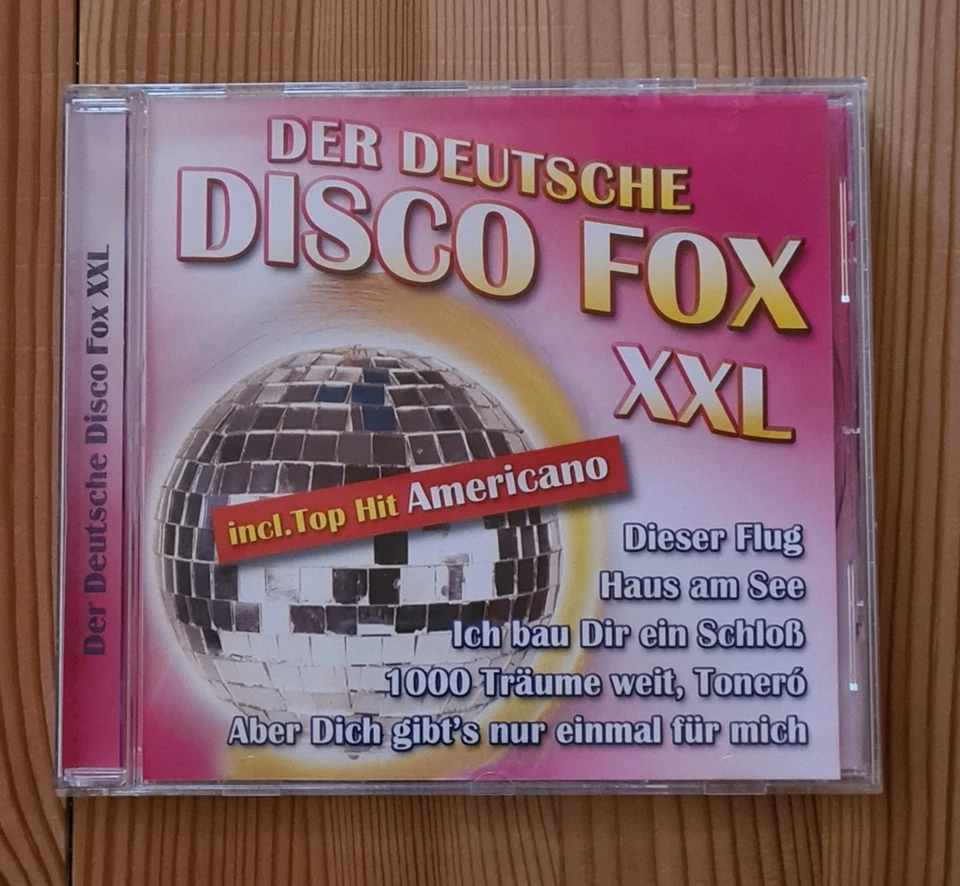 Der Deutsche Disco Fox XXL
DER DEUTSCHE
DISCO FOX
XXL
incl.Top Hit Americano
Dieser Flug
Haus am See
Ich bau Dir ein Schloß
1000 Träume weit, Toneró
Aber Dich gibt's nur einmal für mich